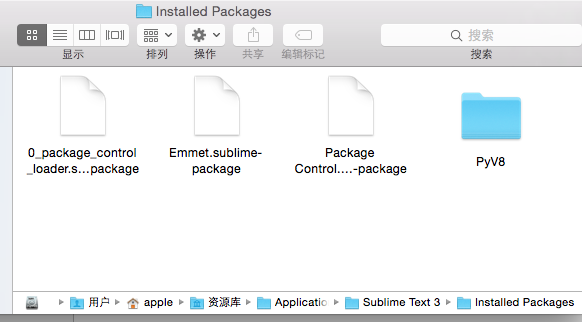 Installed Packages
搜索
显示
排列
操作
共享
编辑标记
搜索
0_package_control
_loader.s...package
Emmet.sublime-
package
Package
Control....-package
PyV8
用户 apple 资源库 Applicatio Sublime Text 3 Installed Packages